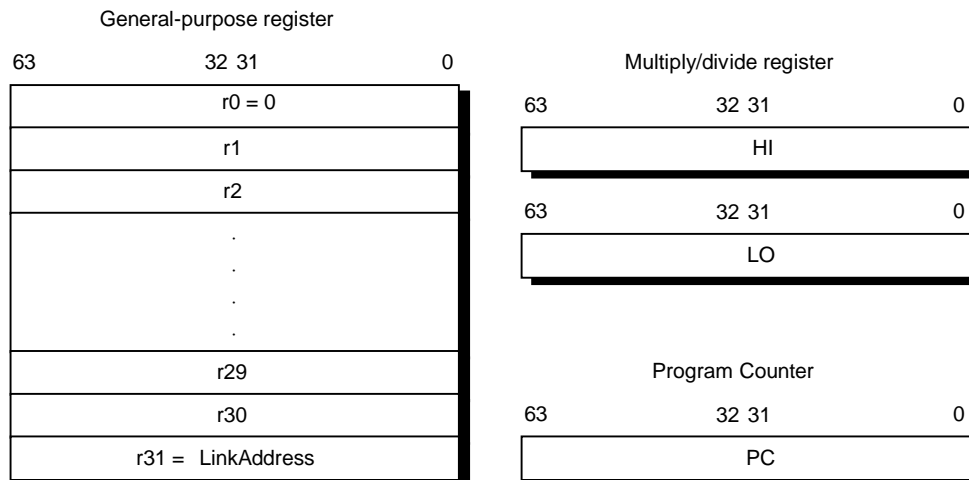 General-purpose register
63 32 31 0
r0 = 0
r1
r2
.
.
.
.
r29
r30
r31 = LinkAddress
Multiply/divide register
63 32 31 0
HI
63 32 31 0
LO
Program Counter
63 32 31 0
PC